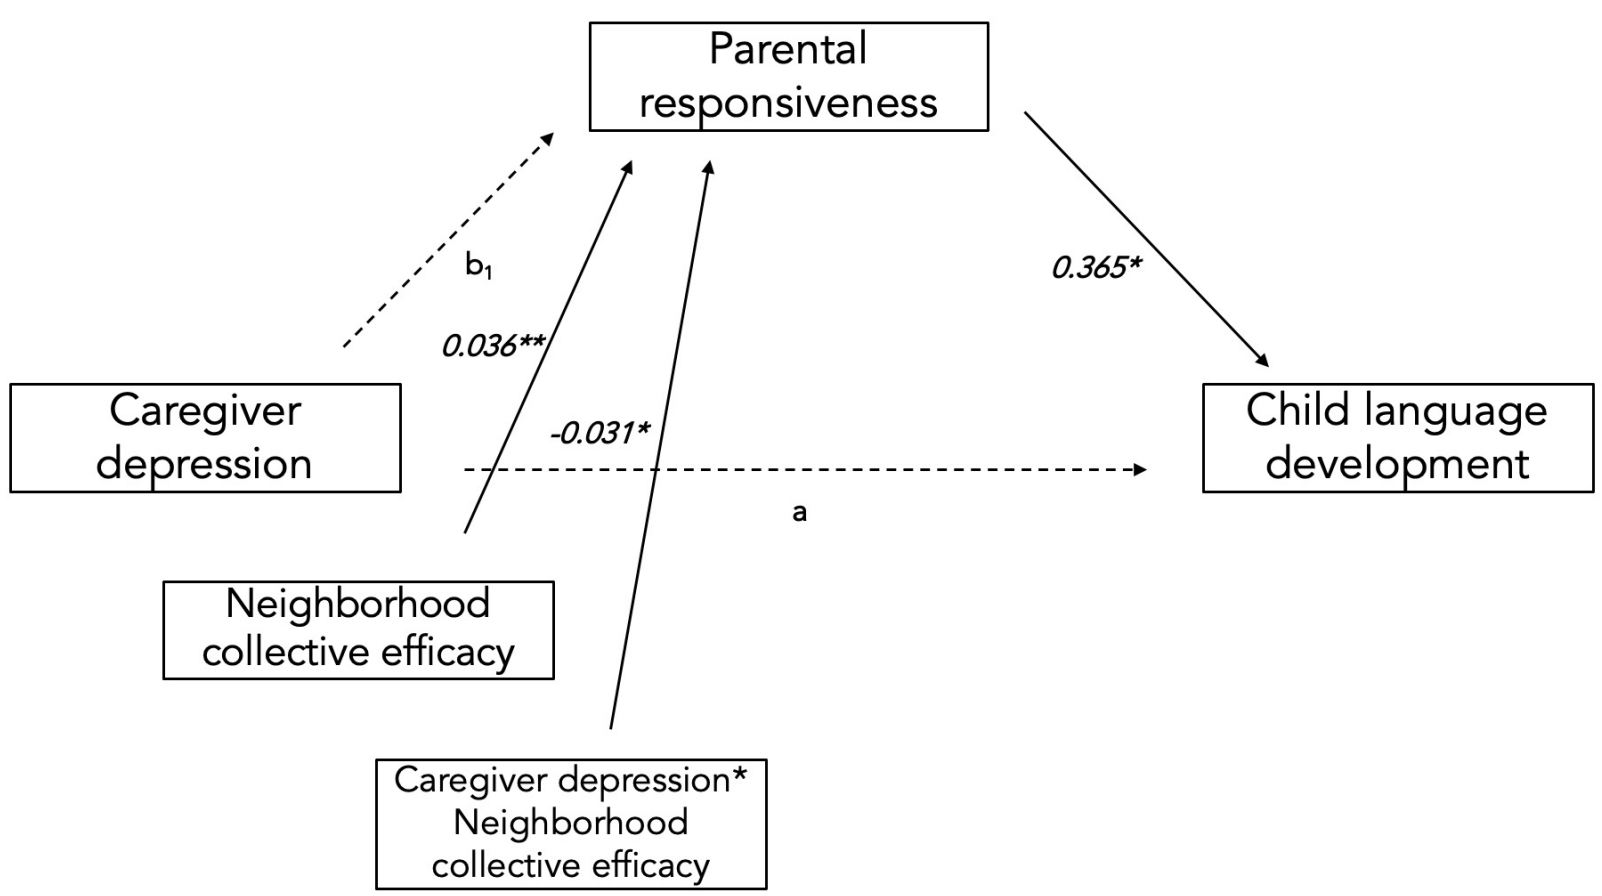 Parental
responsiveness
b₁
0.365*
0.036**
Caregiver
depression
-0.031*
Child language
development
a
Neighborhood
collective efficacy
Caregiver depression*
Neighborhood
collective efficacy